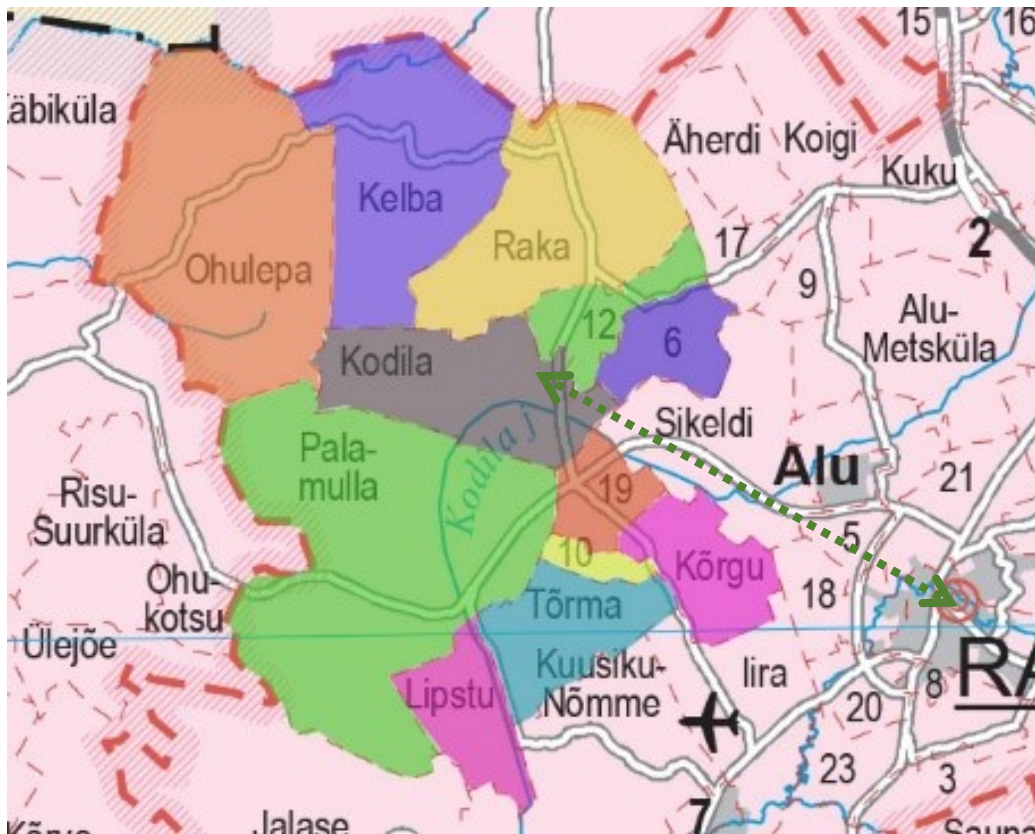 15
16
äbiküla
Äherdi
Koigi
Kuku
Kelba
17
2
Raka
Ohulepa
9
12
Alu-
Metsküla
6
Kodila
Sikeldi
Pala-
mulla
Kodila j
Alu
21
Risu-
Suurküla
19
5
10
Kõrgu
Ohu-
kotsu
Tõrma
18
Ülejõe
Kuusiku-
Nõmme
Iira
RA
Lipstu
8
20
23
3
7
Jalase